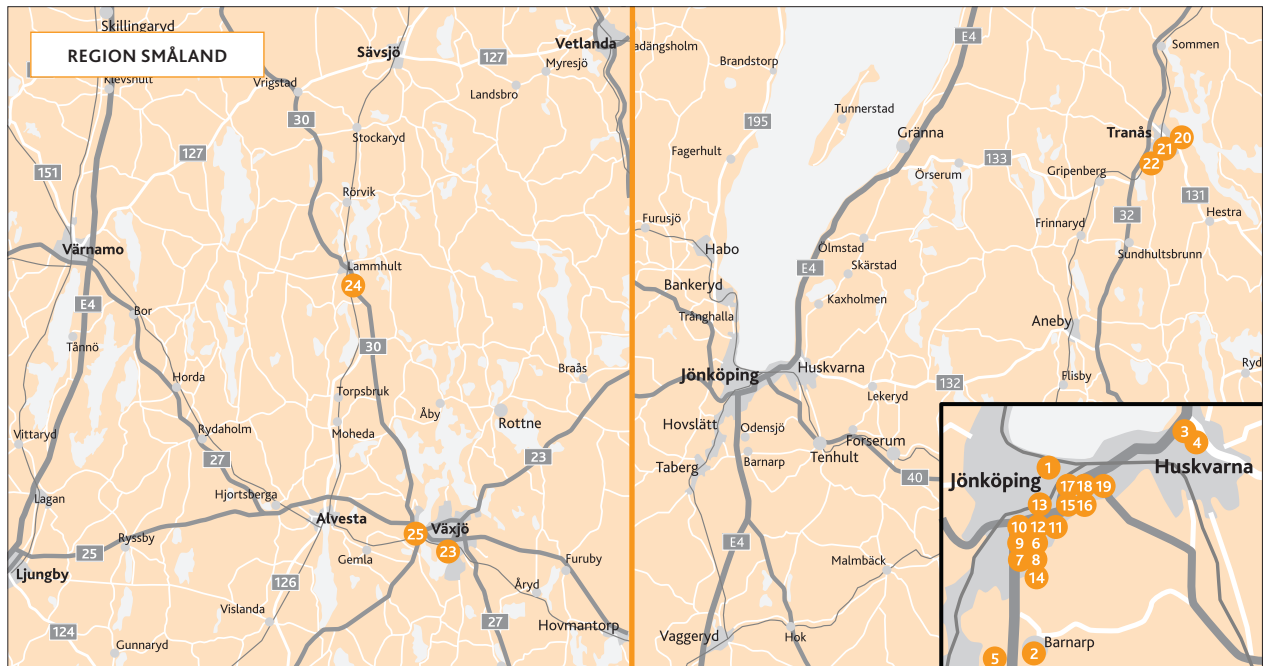 REGION SMÅLAND
Skillingaryd
Klevshult
Sävsjö
Vetlanda
127
Myresjö
Landsbro
Vrigstad
30
Stockaryd
127
151
Rörvik
Värnamo
Lammhult
24
E4
Bor
Tånnö
30
Braås
Horda
Torpsbruk
Åby
Rottne
Vittaryd
Rydaholm
Moheda
27
23
Lagan
Hjortsberga
Alvesta
Växjö
25
23
25
Ryssby
Gemla
Furuby
Ljungby
126
Åryd
Vislanda
27
Hovmantorp
124
Gunnaryd
adängsholm
E4
Sommen
Brandstorp
195
Tunnerstad
Gränna
Tranås
20
21
22
Fagerhult
133
Örserum
Gripenberg
131
Furusjö
32
Hestra
Frinnaryd
Habo
Ölmstad
Sundhultsbrunn
E4
Skärstad
Bankeryd
Kaxholmen
Trånghalla
Aneby
Jönköping
Huskvarna
Ryd
132
Flisby
Lekeryd
Hovslätt
Odensjö
Forserum
Tenhult
Taberg
Barnarp
40
E4
Malmbäck
Vaggeryd
Hok
3
4
1
Huskvarna
Jönköping
17 18 19
13
15 16
10 12 11
9 6
7 8
14
Barnarp
2
5